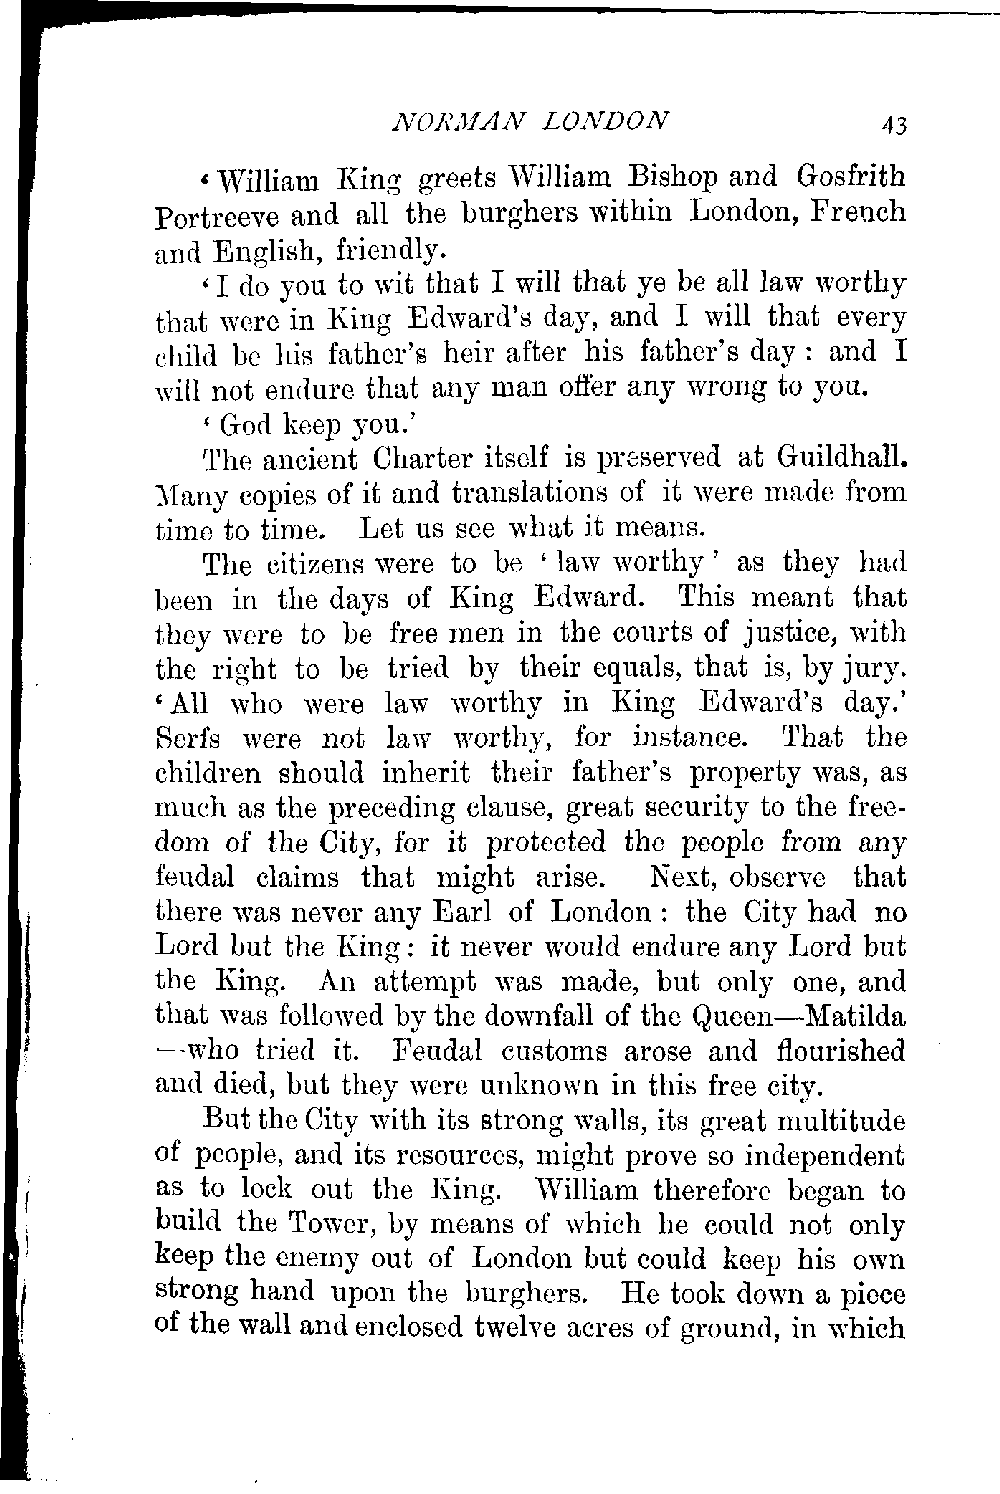 NORMAN LONDON 43
‘William King greets William Bishop and Gosfrith
Portreeve and all the burghers within London, French
and English, friendly.
‘I do you to wit that I will that ye be all law worthy
that were in King Edward’s day, and I will that every
child be his father’s heir after his father’s day : and I
will not endure that any man offer any wrong to you.
‘ God keep you.’
The ancient Charter itself is preserved at Guildhall.
Many copies of it and translations of it were made from
time to time. Let us see what it means.
The citizens were to be ‘ law worthy ’ as they had
been in the days of King Edward. This meant that
they were to be free men in the courts of justice, with
the right to be tried by their equals, that is, by jury.
‘All who were law worthy in King Edward’s day.’
Serfs were not law worthy, for instance. That the
children should inherit their father’s property was, as
much as the preceding clause, great security to the free-
dom of the City, for it protected the people from any
feudal claims that might arise. Next, observe that
there was never any Earl of London : the City had no
Lord but the King : it never would endure any Lord but
the King. An attempt was made, but only one, and
that was followed by the downfall of the Queen—Matilda
—who tried it. Feudal customs arose and flourished
and died, but they were unknown in this free city.
But the City with its strong walls, its great multitude
of people, and its resources, might prove so independent
as to lock out the King. William therefore began to
build the Tower, by means of which he could not only
keep the enemy out of London but could keep his own
strong hand upon the burghers. He took down a piece
of the wall and enclosed twelve acres of ground, in which